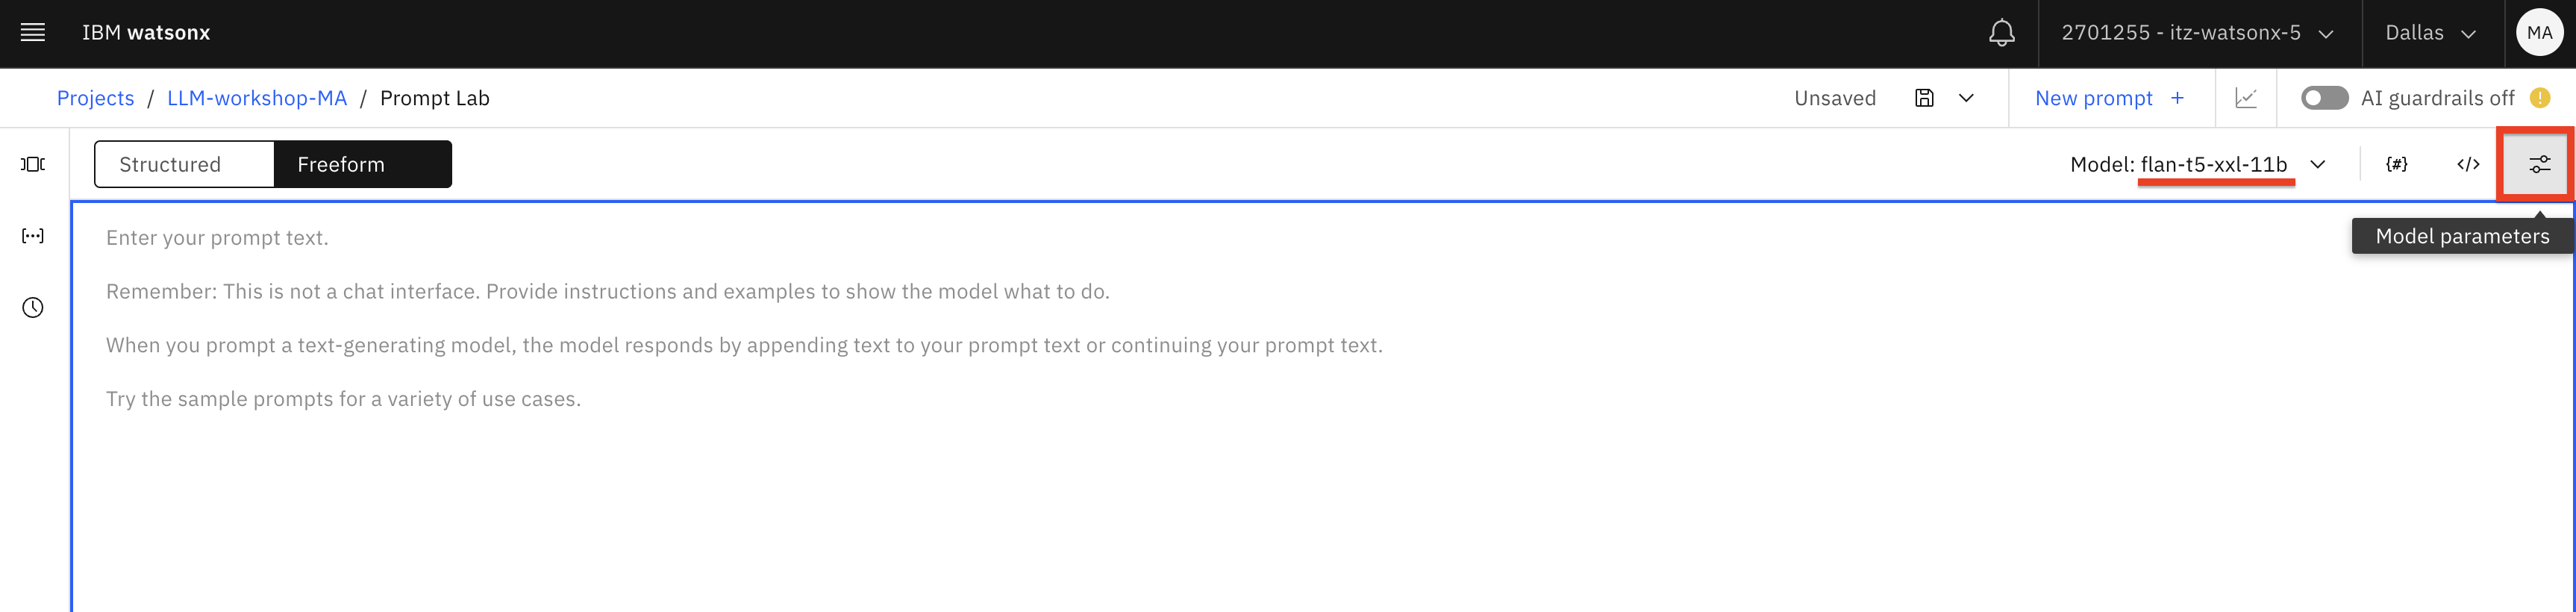 IBM watsonx
2701255 - itz-watsonx-5
Dallas
MA
Projects / LLM-workshop-MA / Prompt Lab
Unsaved
New prompt +
AI guardrails off
Structured
Freeform
Model: flan-t5-xxl-11b
{#}
</>
Model parameters
Enter your prompt text.
Remember: This is not a chat interface. Provide instructions and examples to show the model what to do.
When you prompt a text-generating model, the model responds by appending text to your prompt text or continuing your prompt text.
Try the sample prompts for a variety of use cases.